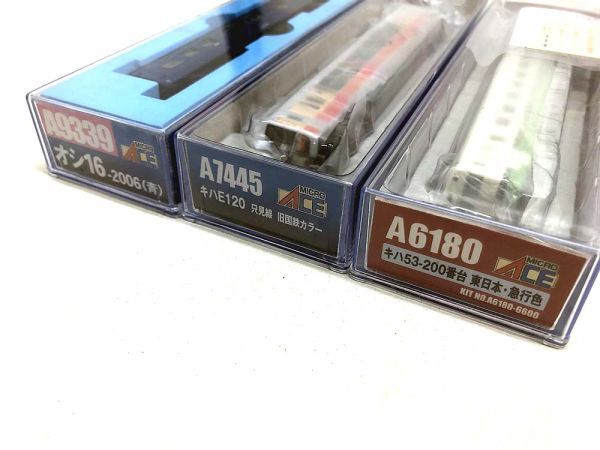 A9339
オシ16-2006(青)
MICRO ACE
A7445
キハE120 只見線 旧国鉄カラー
MICRO ACE
A6180
キハ53-200番台 東日本・急行色
KIT NO.A6180-6600
MICRO ACE